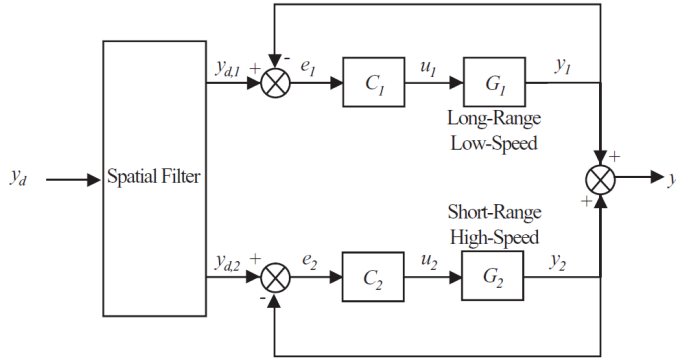 y_d
Spatial Filter
y_{d,1}
+
-
e_1
C_1
u_1
G_1
y_1
Long-Range
Low-Speed
+
+
y
Short-Range
High-Speed
y_{d,2}
+
-
e_2
C_2
u_2
G_2
y_2